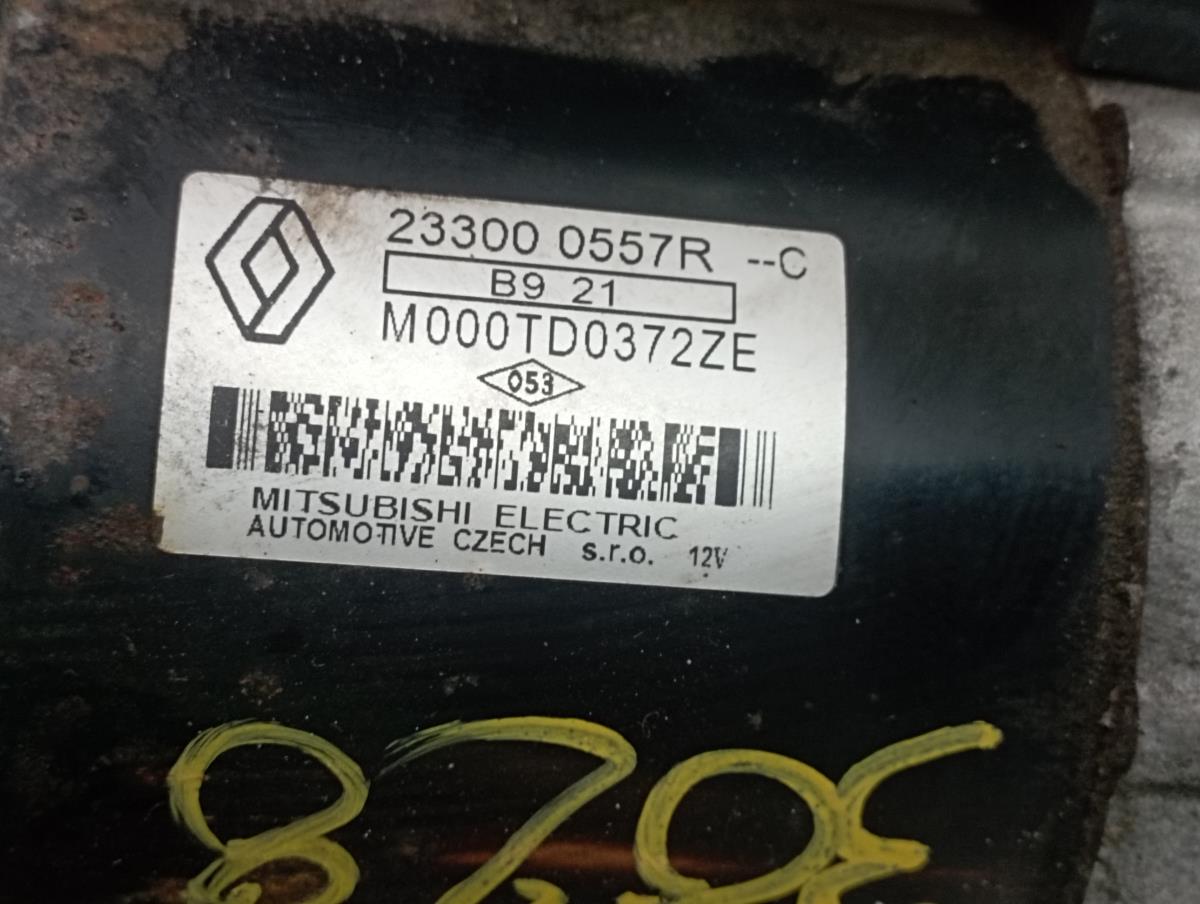 23300 0557R --C
B9 21
M000TD0372ZE
053
MITSUBISHI ELECTRIC
AUTOMOTIVE CZECH s.r.o. 12V